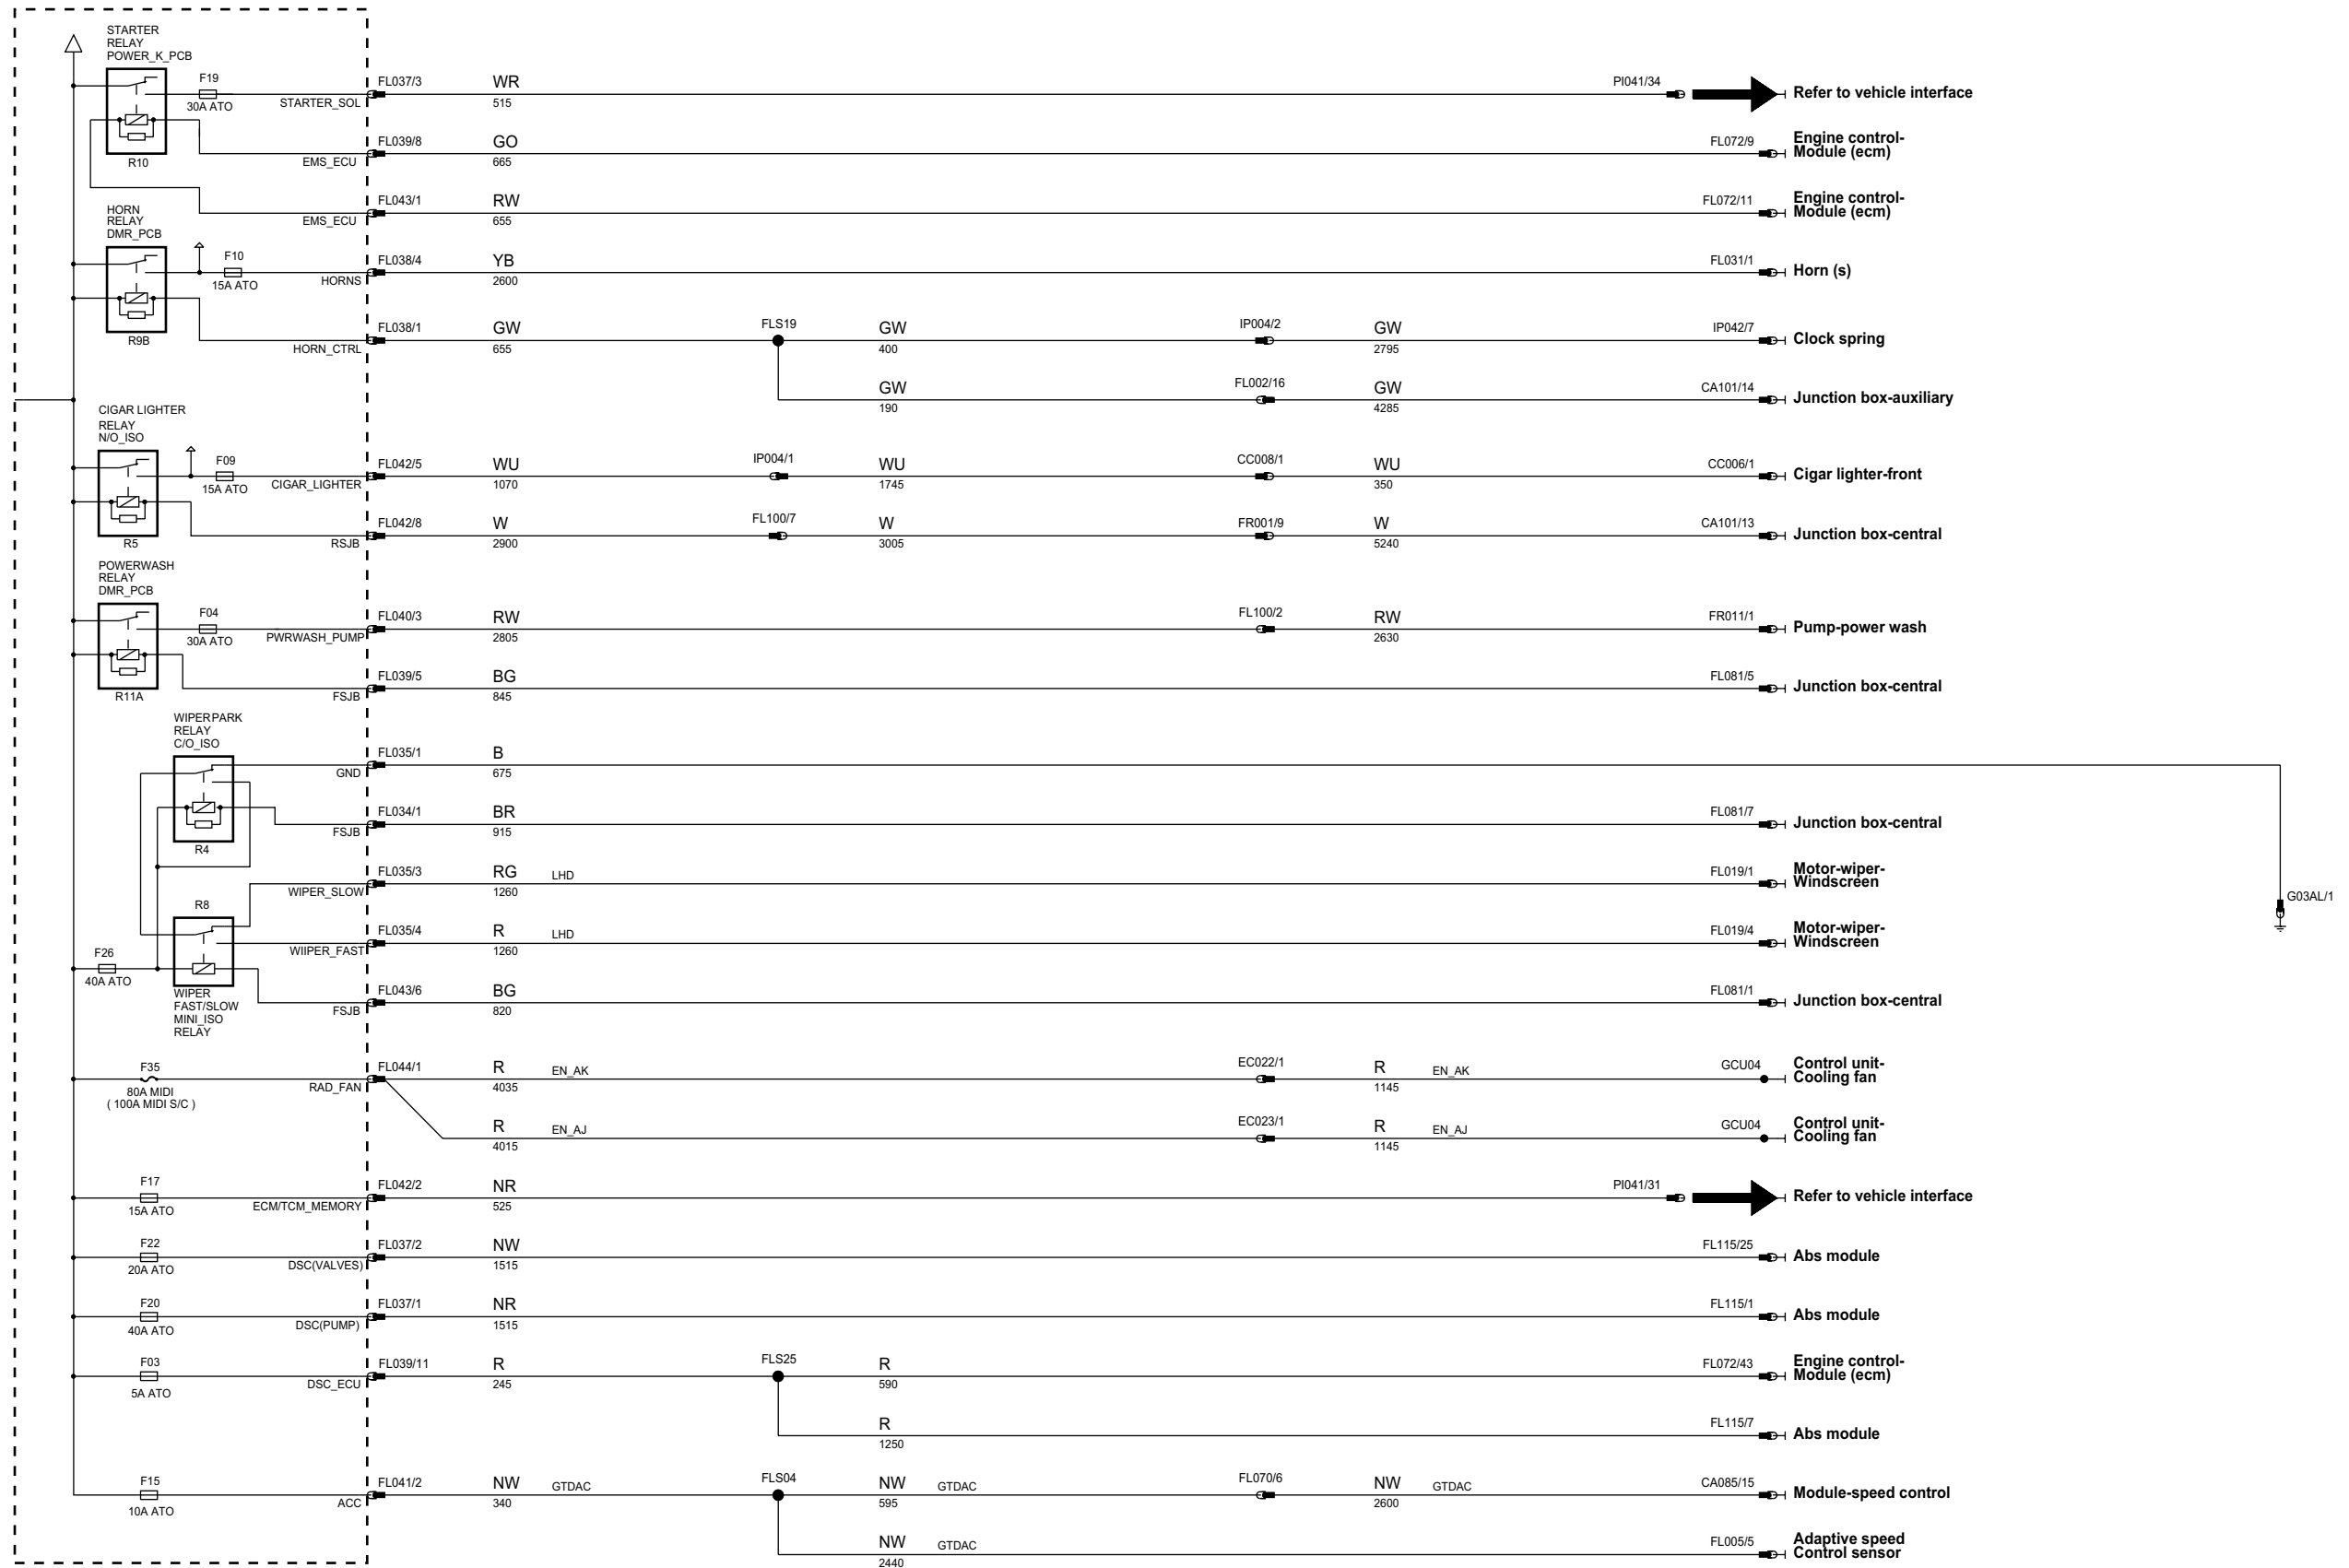 STARTER
RELAY
POWER_K_PCB
F19
30A ATO
STARTER_SOL
FL037/3
WR
515
PI041/34
Refer to vehicle interface
R10
EMS_ECU
FL039/8
GO
665
FL072/9
Engine control-
Module (ecm)
EMS_ECU
FL043/1
RW
655
FL072/11
Engine control-
Module (ecm)
HORN
RELAY
DMR_PCB
F10
15A ATO
HORNS
FL038/4
YB
2600
FL031/1
Horn (s)
R9B
HORN_CTRL
FL038/1
GW
655
FLS19
GW
400
IP004/2
GW
2795
IP042/7
Clock spring
GW
190
FL002/16
GW
4285
CA101/14
Junction box-auxiliary
CIGAR LIGHTER
RELAY
N/O_ISO
F09
15A ATO
CIGAR_LIGHTER
FL042/5
WU
1070
IP004/1
WU
1745
CC008/1
WU
350
CC006/1
Cigar lighter-front
R5
RSJB
FL042/8
W
2900
FL100/7
W
3005
FR001/9
W
5240
CA101/13
Junction box-central
POWERWASH
RELAY
DMR_PCB
F04
30A ATO
PWRWASH_PUMP
FL040/3
RW
2805
FL100/2
RW
2630
FR011/1
Pump-power wash
R11A
FSJB
FL039/5
BG
845
FL081/5
Junction box-central
WIPER PARK
RELAY
C/O_ISO
GND
FL035/1
B
675
G03AL/1
R4
FSJB
FL034/1
BR
915
FL081/7
Junction box-central
WIPER_SLOW
FL035/3
RG
1260
LHD
FL019/1
Motor-wiper-
Windscreen
R8
WIIPER_FAST
FL035/4
R
1260
LHD
FL019/4
Motor-wiper-
Windscreen
F26
40A ATO
WIPER
FAST/SLOW
MINI_ISO
RELAY
FSJB
FL043/6
BG
820
FL081/1
Junction box-central
F35
80A MIDI
( 100A MIDI S/C )
RAD_FAN
FL044/1
R
4035
EN_AK
EC022/1
R
1145
EN_AK
GCU04
Control unit-
Cooling fan
R
4015
EN_AJ
EC023/1
R
1145
EN_AJ
GCU04
Control unit-
Cooling fan
F17
15A ATO
ECM/TCM_MEMORY
FL042/2
NR
525
PI041/31
Refer to vehicle interface
F22
20A ATO
DSC(VALVES)
FL037/2
NW
1515
FL115/25
Abs module
F20
40A ATO
DSC(PUMP)
FL037/1
NR
1515
FL115/1
Abs module
F03
5A ATO
DSC_ECU
FL039/11
R
245
FLS25
R
590
FL072/43
Engine control-
Module (ecm)
R
1250
FL115/7
Abs module
F15
10A ATO
ACC
FL041/2
NW
340
GTDAC
FLS04
NW
595
GTDAC
FL070/6
NW
2600
GTDAC
CA085/15
Module-speed control
NW
2440
GTDAC
FL005/5
Adaptive speed
Control sensor